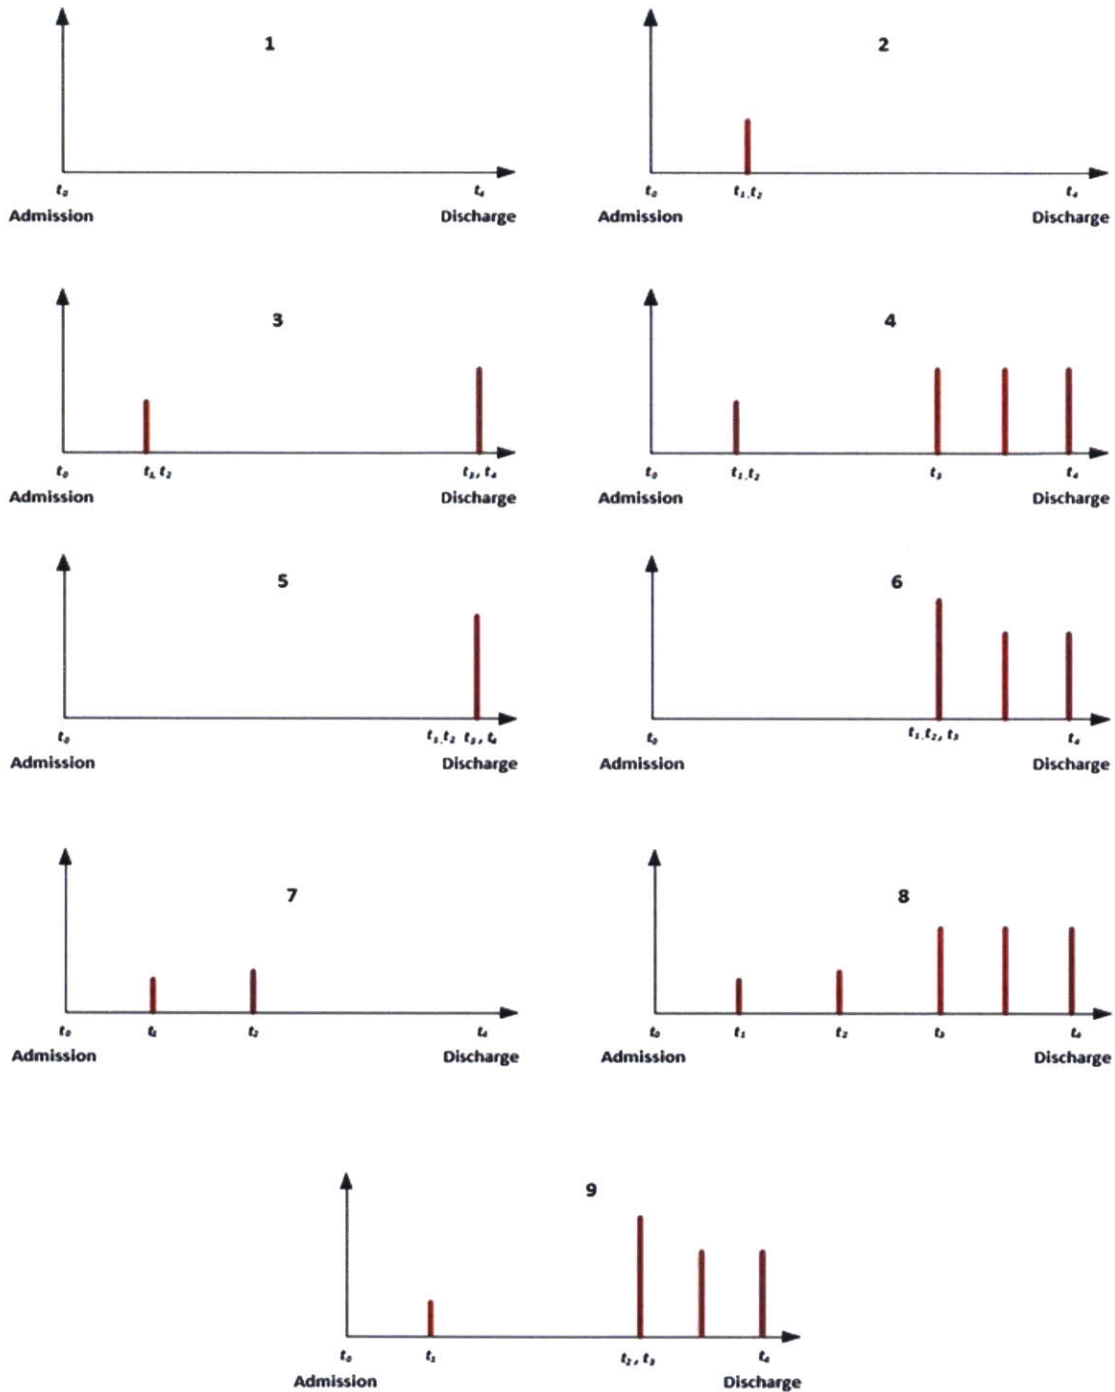 1
2
t₀ t₄
Admission Discharge
t₀ t₁,t₂ t₄
Admission Discharge
3
4
t₀ t₁,t₂ t₃, t₄
Admission Discharge
t₀ t₁,t₂ t₃ t₄
Admission Discharge
5
6
t₀ t₁,t₂ t₃, t₄
Admission Discharge
t₀ t₁,t₂, t₃ t₄
Admission Discharge
7
8
t₀ t₁ t₂ t₄
Admission Discharge
t₀ t₁ t₂ t₃ t₄
Admission Discharge
9
t₀ t₁ t₂, t₃ t₄
Admission Discharge